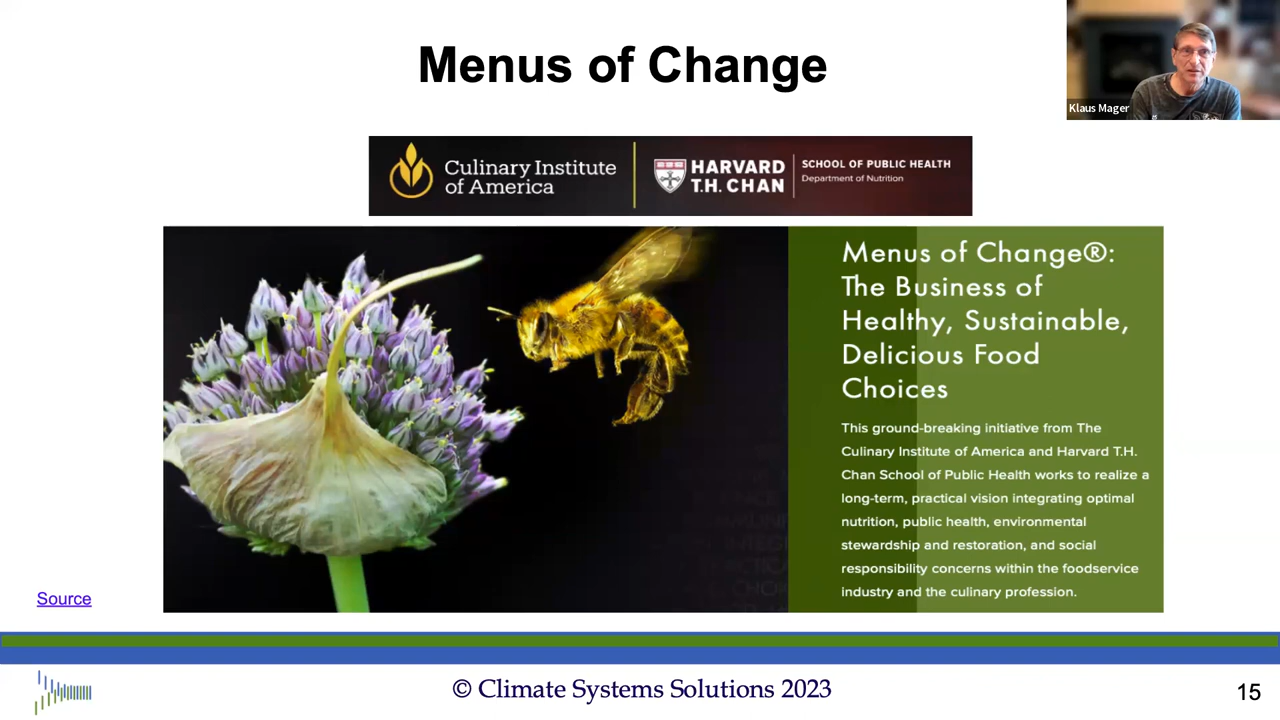 Menus of Change
Klaus Mager
Culinary Institute
of America
HARVARD
T.H. CHAN
SCHOOL OF PUBLIC HEALTH
Department of Nutrition
Menus of Change®:
The Business of
Healthy, Sustainable,
Delicious Food
Choices
This ground-breaking initiative from The
Culinary Institute of America and Harvard T.H.
Chan School of Public Health works to realize a
long-term, practical vision integrating optimal
nutrition, public health, environmental
stewardship and restoration, and social
responsibility concerns within the foodservice
industry and the culinary profession.
Source
© Climate Systems Solutions 2023
15